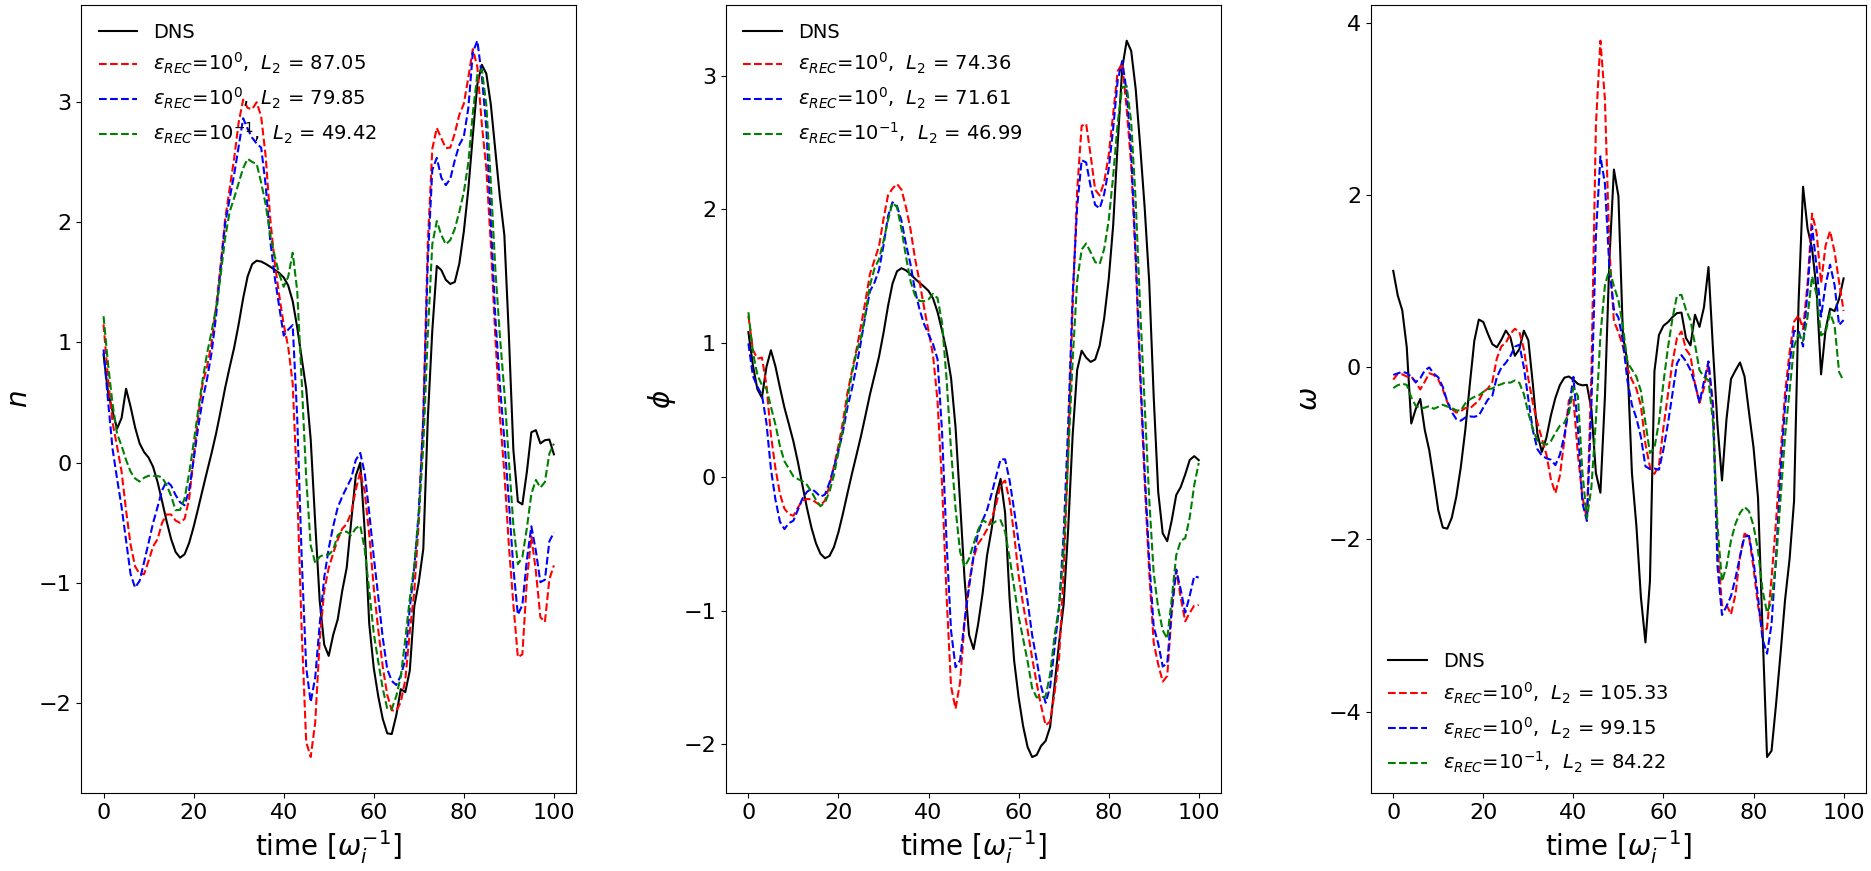 n
3
2
1
0
−1
−2
DNS
ε_REC=10^0, L_2 = 87.05
ε_REC=10^0, L_2 = 79.85
ε_REC=10^−1, L_2 = 49.42
0 20 40 60 80 100
time [ω_i^−1]
ϕ
3
2
1
0
−1
−2
DNS
ε_REC=10^0, L_2 = 74.36
ε_REC=10^0, L_2 = 71.61
ε_REC=10^−1, L_2 = 46.99
0 20 40 60 80 100
time [ω_i^−1]
ω
4
2
0
−2
−4
DNS
ε_REC=10^0, L_2 = 105.33
ε_REC=10^0, L_2 = 99.15
ε_REC=10^−1, L_2 = 84.22
0 20 40 60 80 100
time [ω_i^−1]